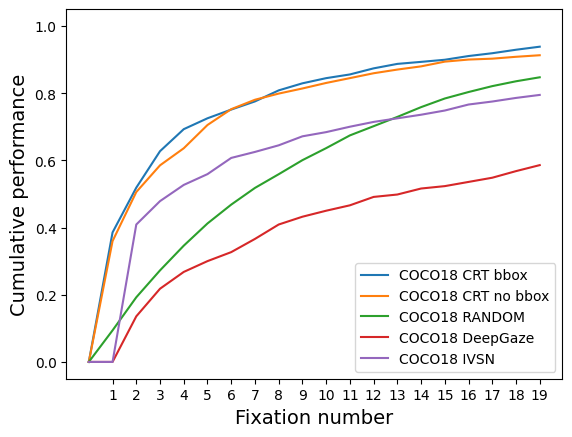 Cumulative performance
1.0
0.8
0.6
0.4
0.2
0.0
COCO18 CRT bbox
COCO18 CRT no bbox
COCO18 RANDOM
COCO18 DeepGaze
COCO18 IVSN
1 2 3 4 5 6 7 8 9 10 11 12 13 14 15 16 17 18 19
Fixation number